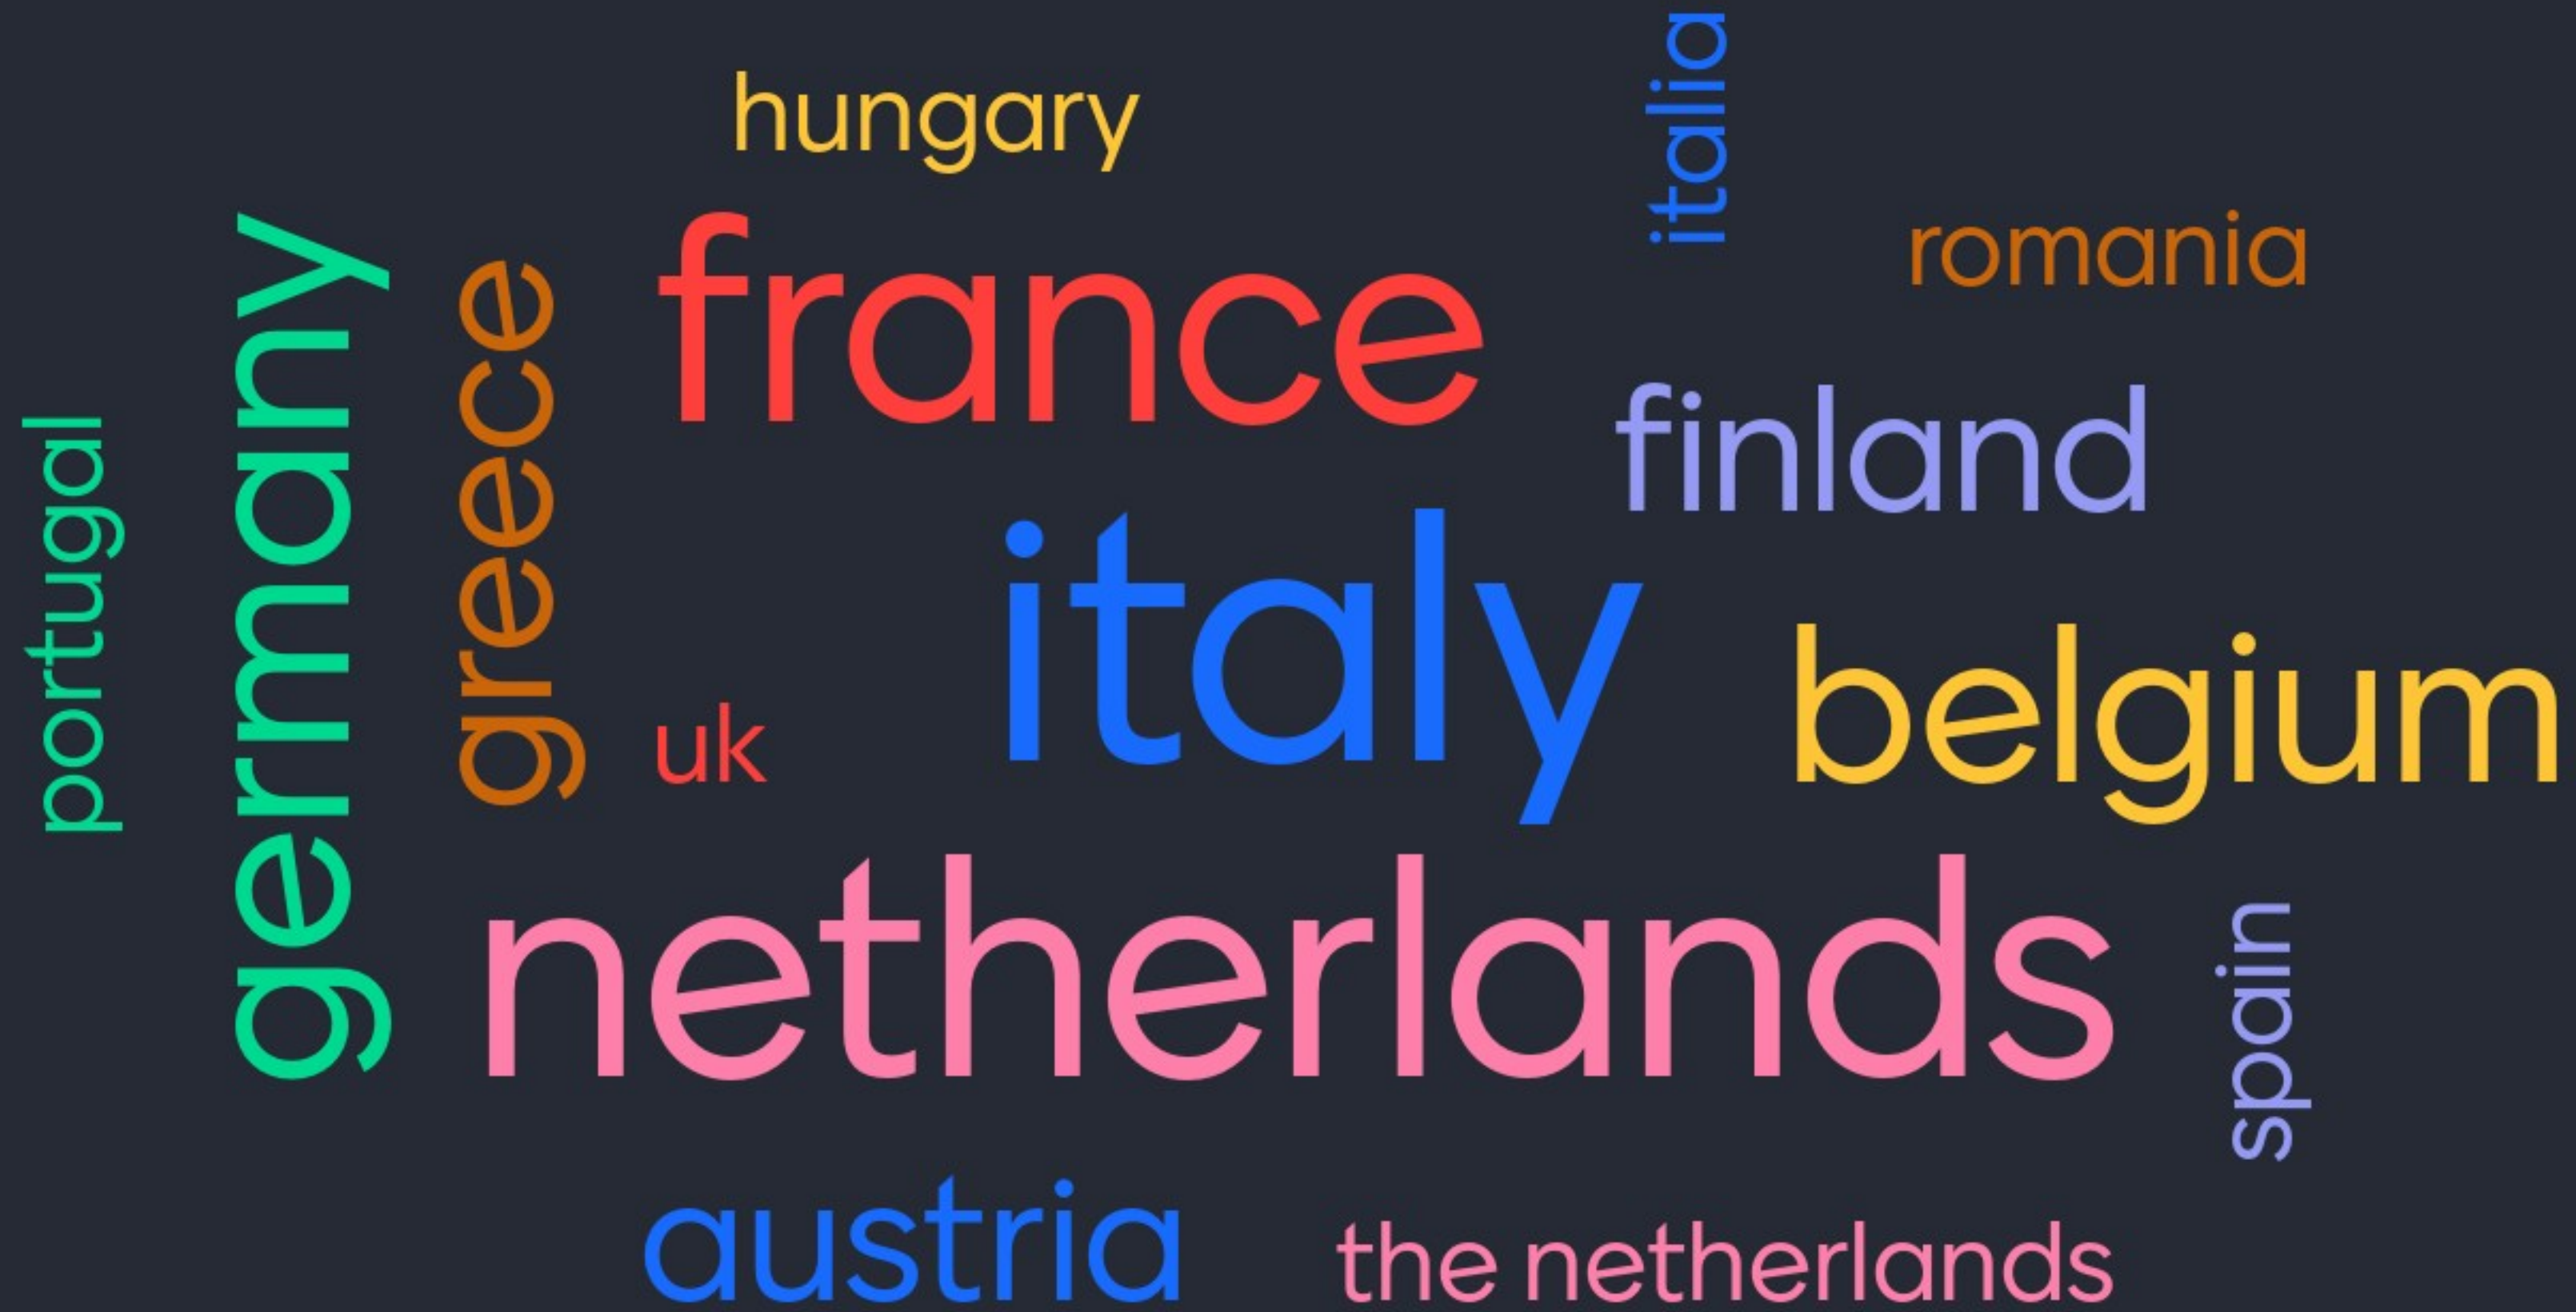 hungary
italia
france
romania
germany
greece
portugal
finland
italy
belgium
uk
netherlands
spain
austria
the netherlands